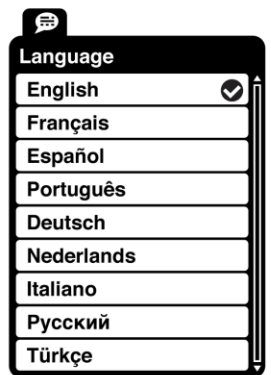 Language
English
Français
Español
Português
Deutsch
Nederlands
Italiano
Русский
Türkçe